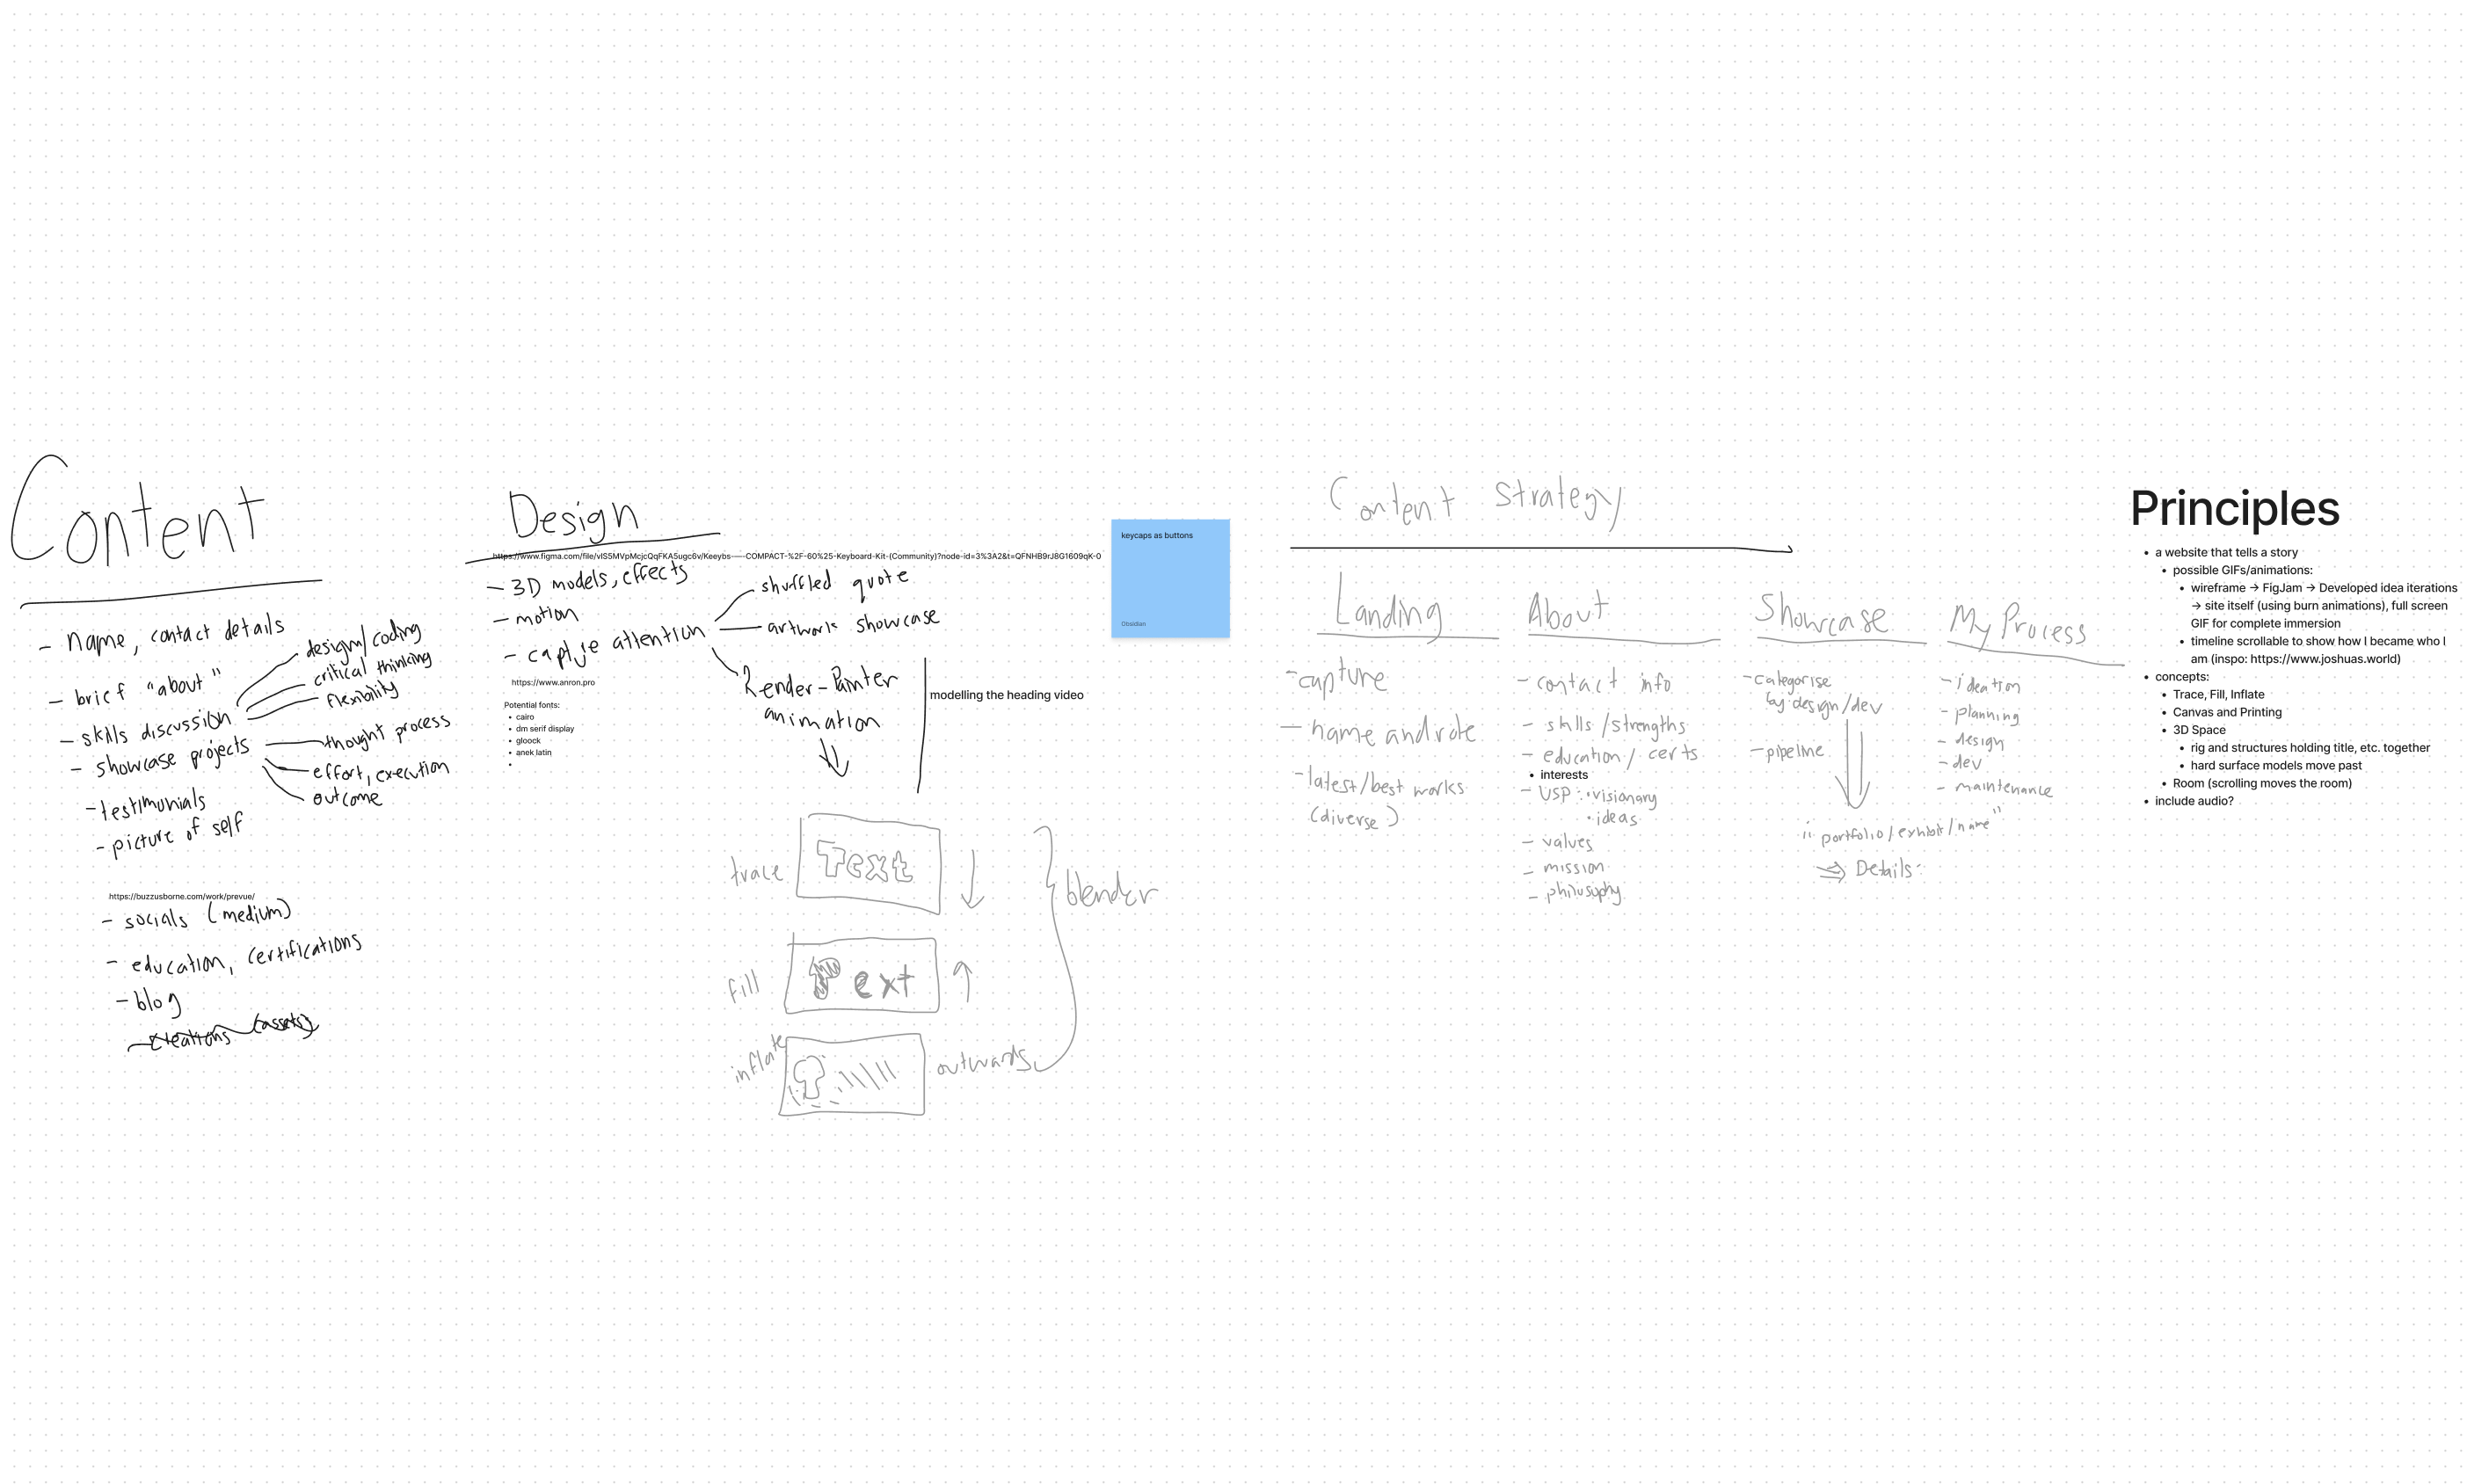 Content
- name, contact details
- brief "about"
- skills discussion
design/coding
critical thinking
flexibility
- showcase projects
thought process
effort, execution
outcome
- testimonials
- picture of self
https://buzzusborne.com/work/prevue/
- socials (medium)
- education, certifications
- blog
- creations (assets)
Design
https://www.figma.com/file/vlS5MVpMcjcQqFKA5ugc6v/Keeybs-----COMPACT-%2F-60%25-Keyboard-Kit-(Community)?node-id=3%3A2&t=QFNHB9rJ8G1609qK-0
- 3D models, effects
- motion
- capture attention
shuffled quote
artwork showcase
Render-Painter
animation
https://www.anron.pro
Potential fonts:
• cairo
• dm serif display
• gloock
• anek latin
•
modelling the heading video
trace
Text
fill
Text
inflate
outwards
blender
keycaps as buttons
Obsidian
Content Strategy
Landing
- capture
- name and role
- latest/best works
(diverse)
About
- contact info
- skills/strengths
- education/certs
• interests
- USP: • visionary
• ideas
- values
- mission
- philosophy
Showcase
- categorise
by design/dev
- pipeline
"portfolio/exhibit/name"
⇒ Details:
My Process
- ideation
- planning
- design
- dev
- maintenance
Principles
• a website that tells a story
• possible GIFs/animations:
• wireframe → FigJam → Developed idea iterations
→ site itself (using burn animations), full screen
GIF for complete immersion
• timeline scrollable to show how I became who I
am (inspo: https://www.joshuas.world)
• concepts:
• Trace, Fill, Inflate
• Canvas and Printing
• 3D Space
• rig and structures holding title, etc. together
• hard surface models move past
• Room (scrolling moves the room)
• include audio?